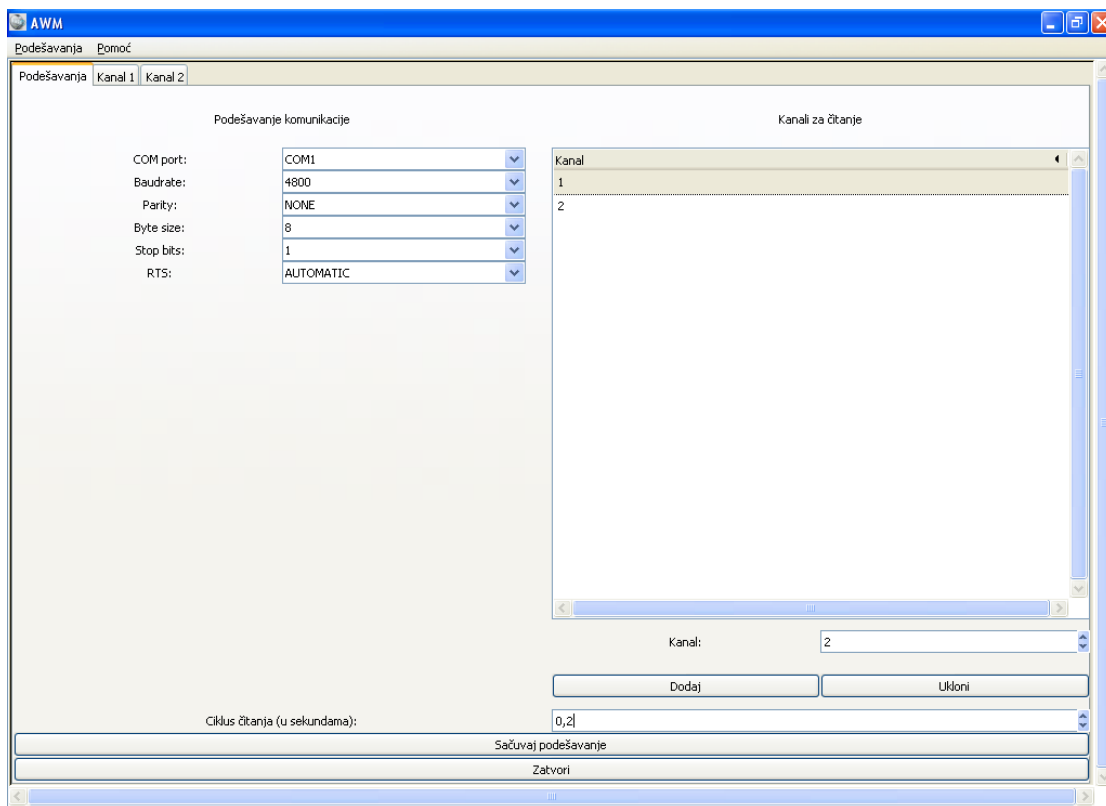 AWM
Podešavanja Pomoć
Podešavanja Kanal 1 Kanal 2
Podešavanje komunikacije
COM port: COM1
Baudrate: 4800
Parity: NONE
Byte size: 8
Stop bits: 1
RTS: AUTOMATIC
Kanali za čitanje
Kanal
1
2
Kanal: 2
Dodaj Ukloni
Ciklus čitanja (u sekundama): 0,2
Sačuvaj podešavanje
Zatvori